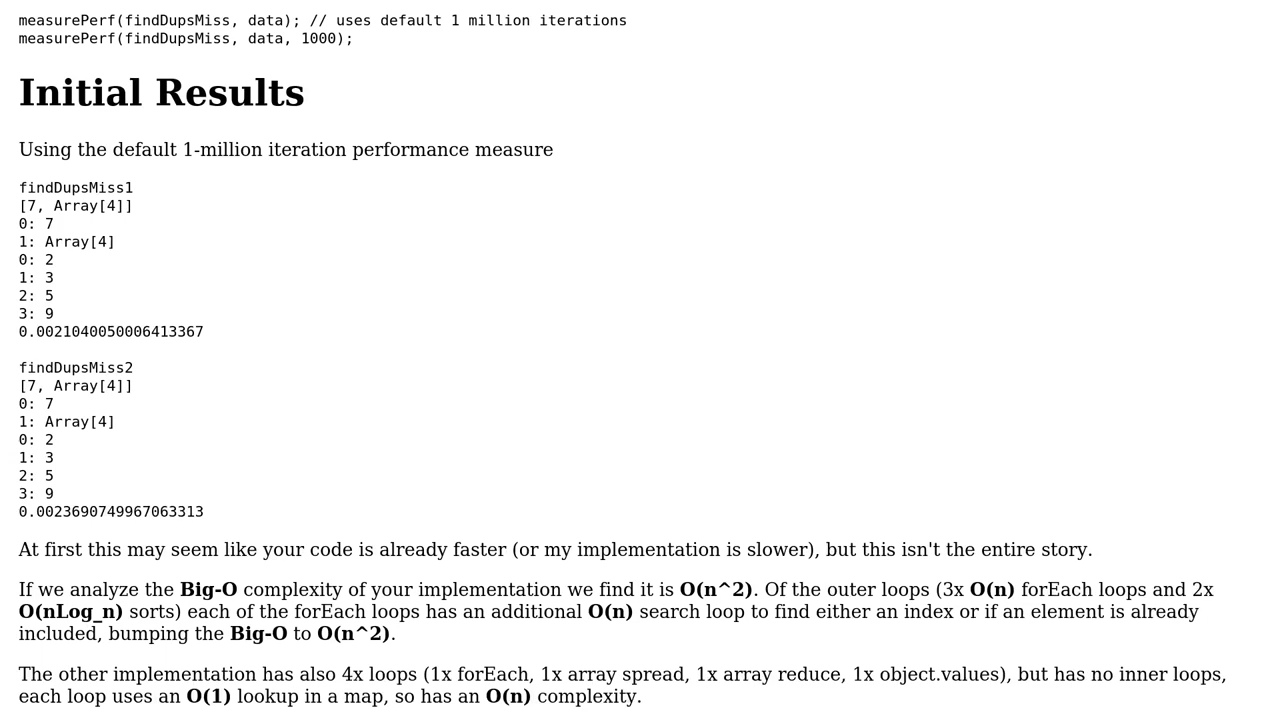 measurePerf(findDupsMiss, data); // uses default 1 million iterations
measurePerf(findDupsMiss, data, 1000);
Initial Results
Using the default 1-million iteration performance measure
findDupsMiss1
[7, Array[4]]
0: 7
1: Array[4]
0: 2
1: 3
2: 5
3: 9
0.0021040050006413367
findDupsMiss2
[7, Array[4]]
0: 7
1: Array[4]
0: 2
1: 3
2: 5
3: 9
0.0023690749967063313
At first this may seem like your code is already faster (or my implementation is slower), but this isn't the entire story.
If we analyze the Big-O complexity of your implementation we find it is O(n^2). Of the outer loops (3x O(n) forEach loops and 2x
O(nLog_n) sorts) each of the forEach loops has an additional O(n) search loop to find either an index or if an element is already
included, bumping the Big-O to O(n^2).
The other implementation has also 4x loops (1x forEach, 1x array spread, 1x array reduce, 1x object.values), but has no inner loops,
each loop uses an O(1) lookup in a map, so has an O(n) complexity.